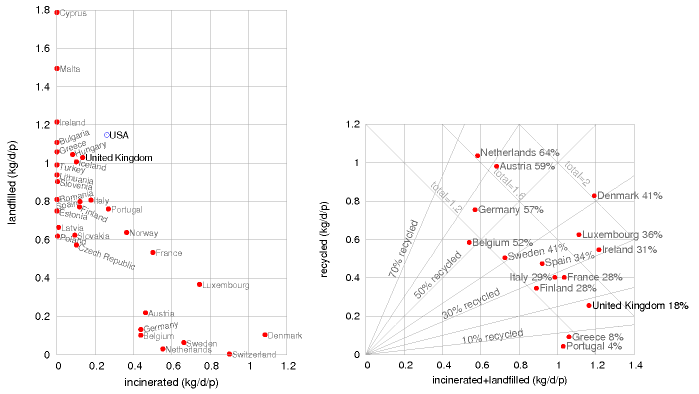 1.8
1.6
1.4
1.2
1
0.8
0.6
0.4
0.2
0
landfilled (kg/d/p)
Cyprus
Malta
Ireland
USA
Bulgaria
Hungary
Greece
United Kingdom
Iceland
Turkey
Lithuania
Slovenia
Romania
Italy
Spain
Finland
Portugal
Estonia
Latvia
Slovakia
Norway
Poland
Czech Republic
France
Luxembourg
Austria
Germany
Belgium
Sweden
Denmark
Netherlands
Switzerland
0 0.2 0.4 0.6 0.8 1 1.2
incinerated (kg/d/p)
1.2
1
0.8
0.6
0.4
0.2
0
recycled (kg/d/p)
Netherlands 64%
Austria 59%
total=1.2
total=1.6
total=2
Denmark 41%
Germany 57%
70% recycled
Luxembourg 36%
Belgium 52%
Sweden 41%
Ireland 31%
50% recycled
Spain 34%
Italy 29%
France 28%
Finland 28%
30% recycled
United Kingdom 18%
10% recycled
Greece 8%
Portugal 4%
0 0.2 0.4 0.6 0.8 1 1.2 1.4
incinerated+landfilled (kg/d/p)